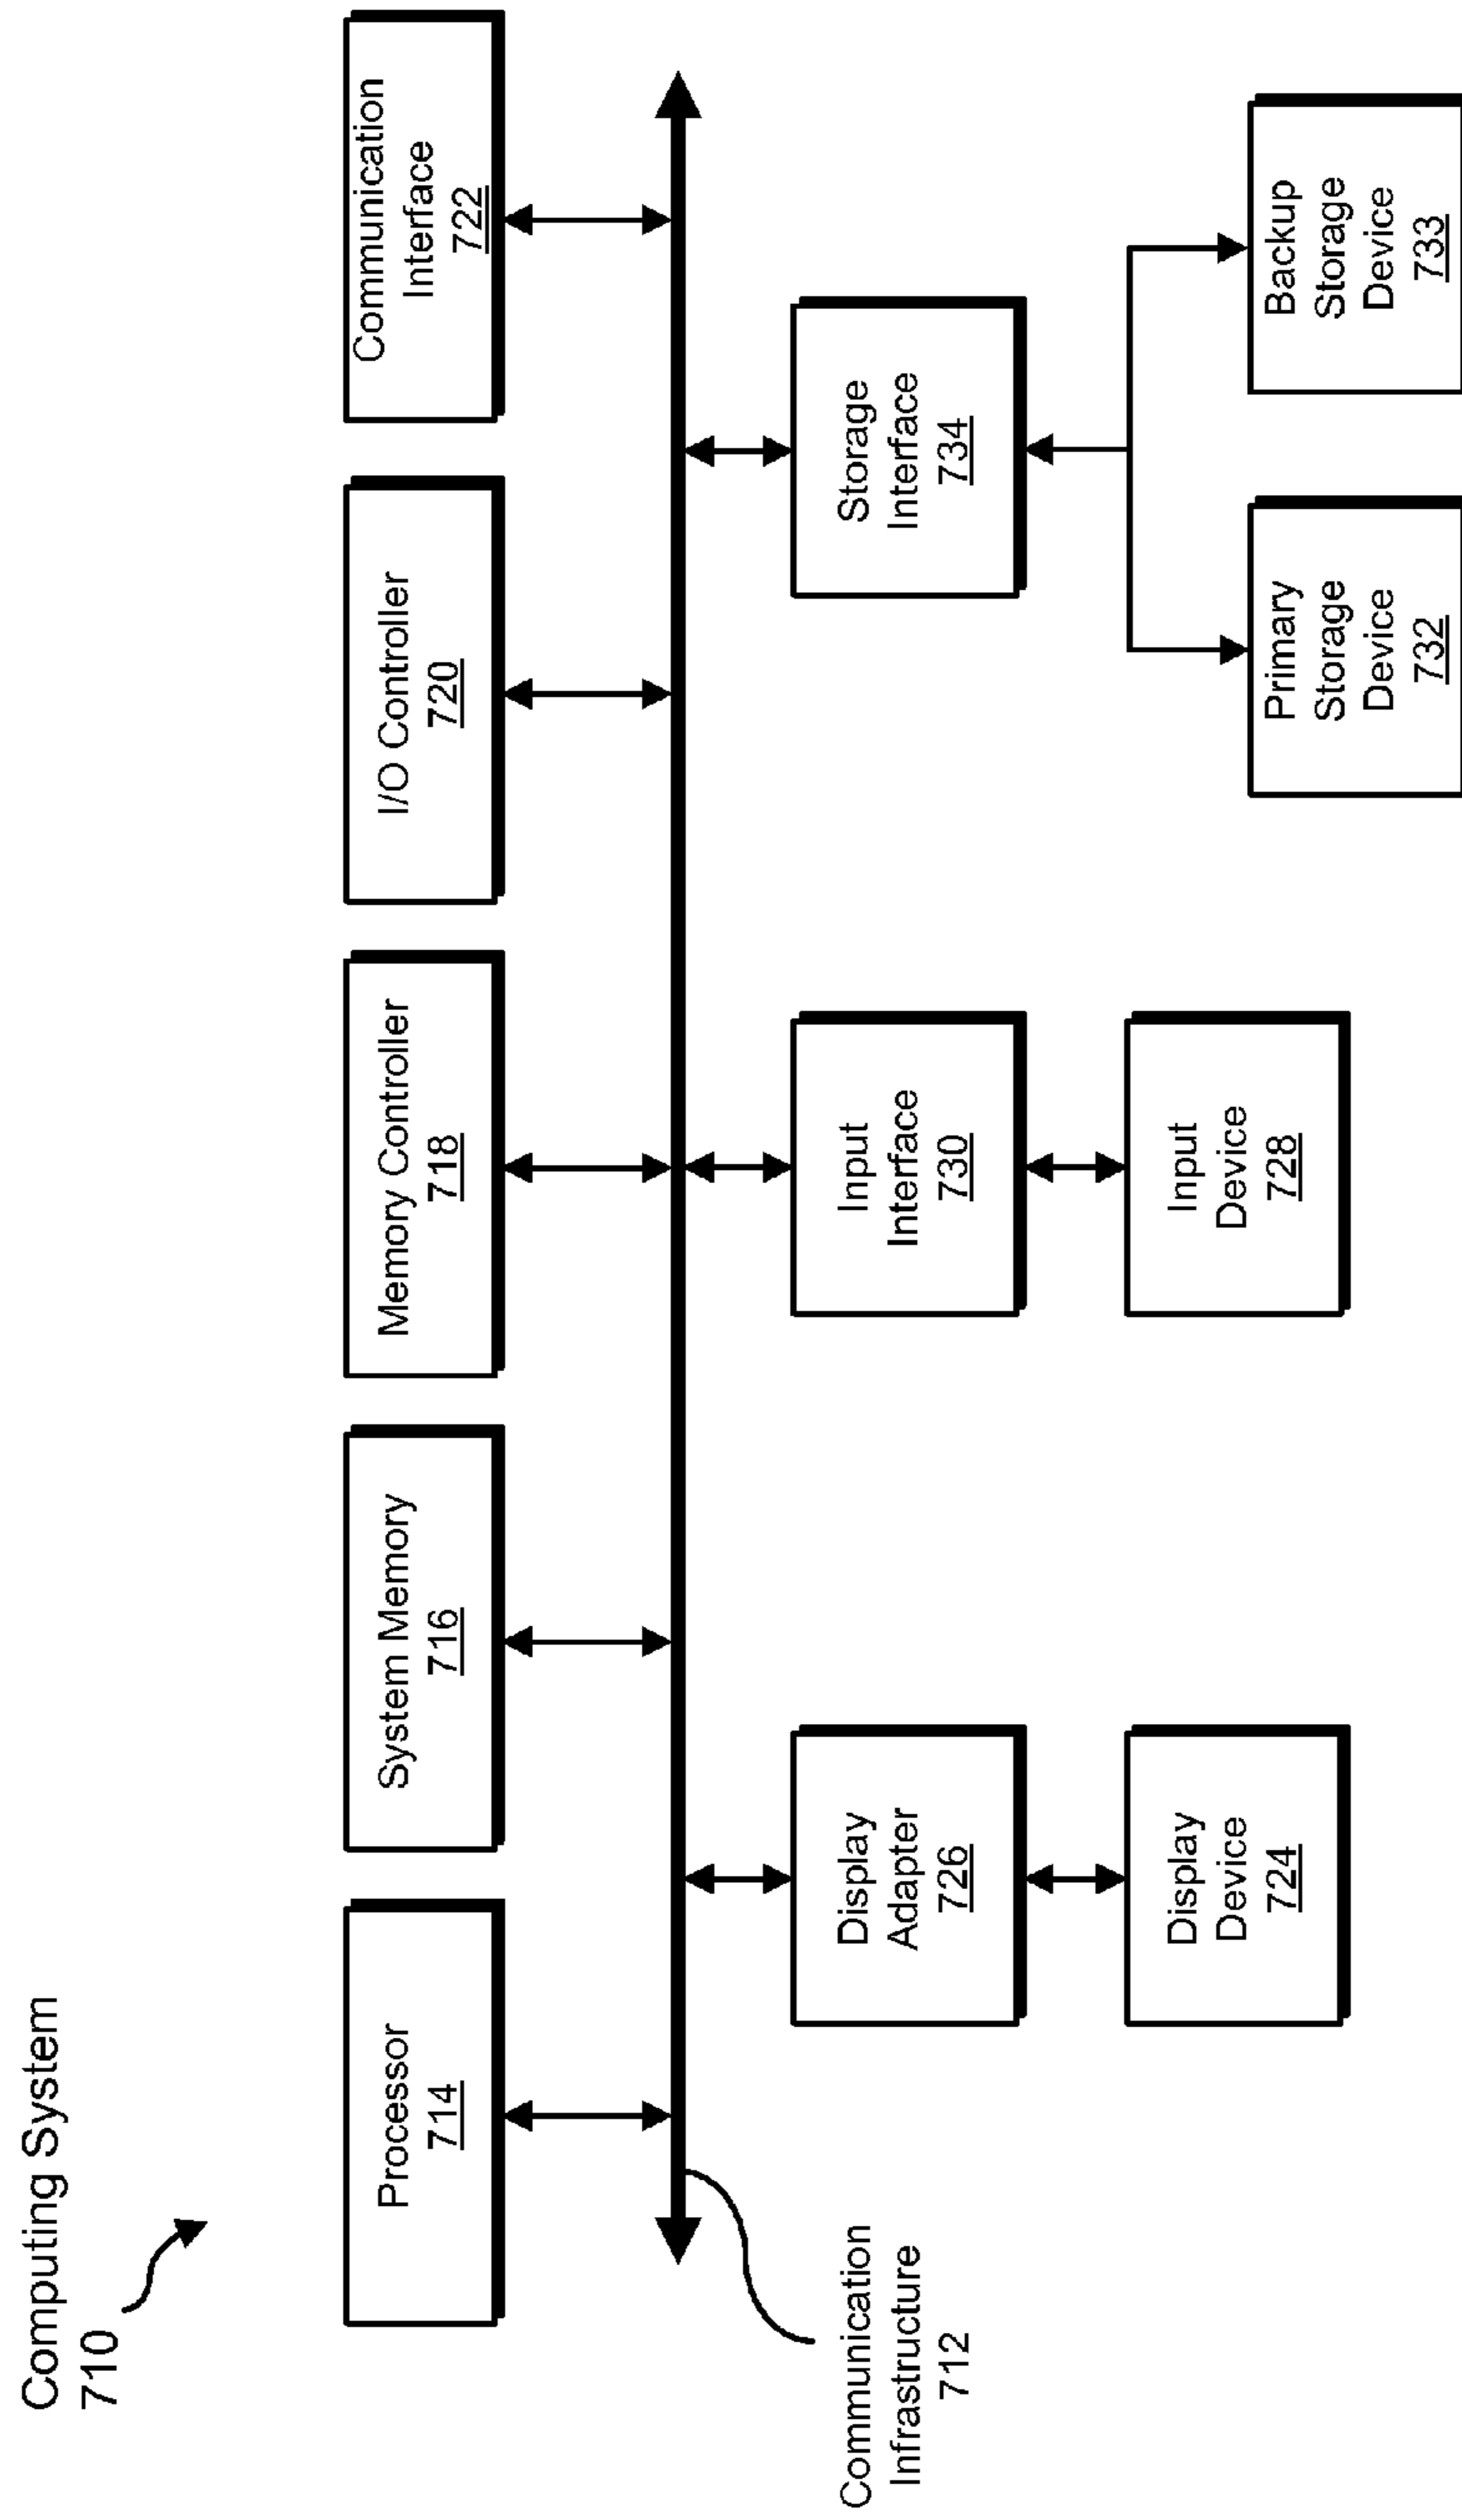 Computing System
710
Processor
714
System Memory
716
Memory Controller
718
I/O Controller
720
Communication
Interface
722
Communication
Infrastructure
712
Display
Adapter
726
Input
Interface
730
Storage
Interface
734
Display
Device
724
Input
Device
728
Primary
Storage
Device
732
Backup
Storage
Device
733